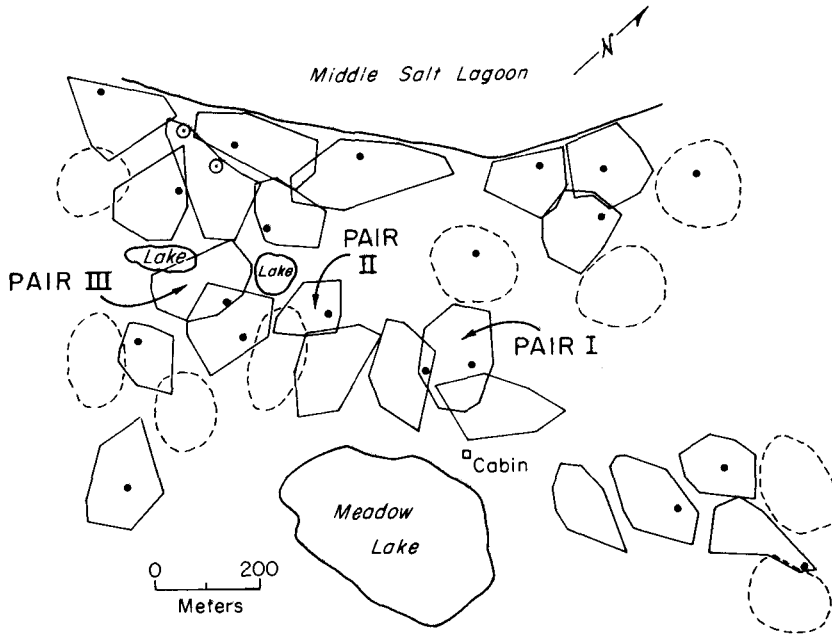 N
Middle Salt Lagoon
PAIR
II
Lake
Lake
PAIR III
PAIR I
Cabin
Meadow
Lake
0 200
Meters